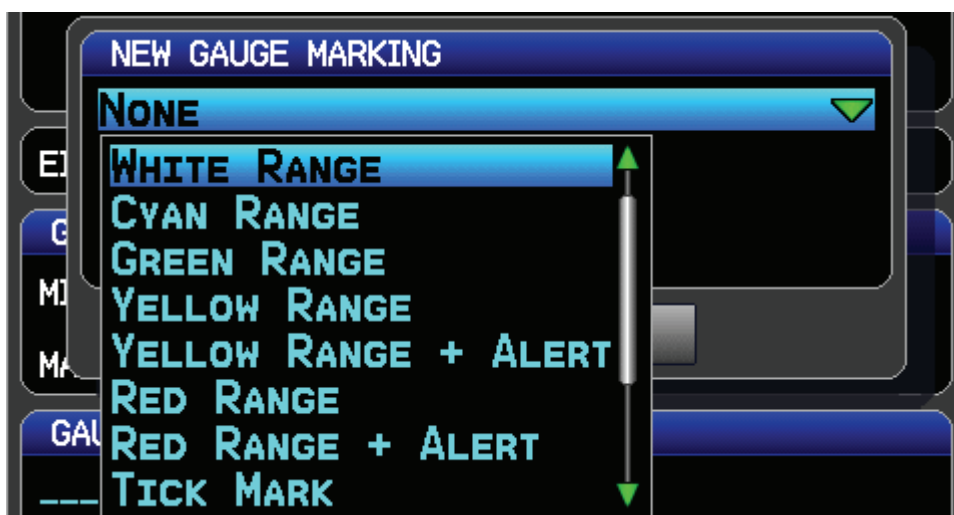 NEW GAUGE MARKING
NONE
WHITE RANGE
CYAN RANGE
GREEN RANGE
YELLOW RANGE
YELLOW RANGE + ALERT
RED RANGE
RED RANGE + ALERT
TICK MARK